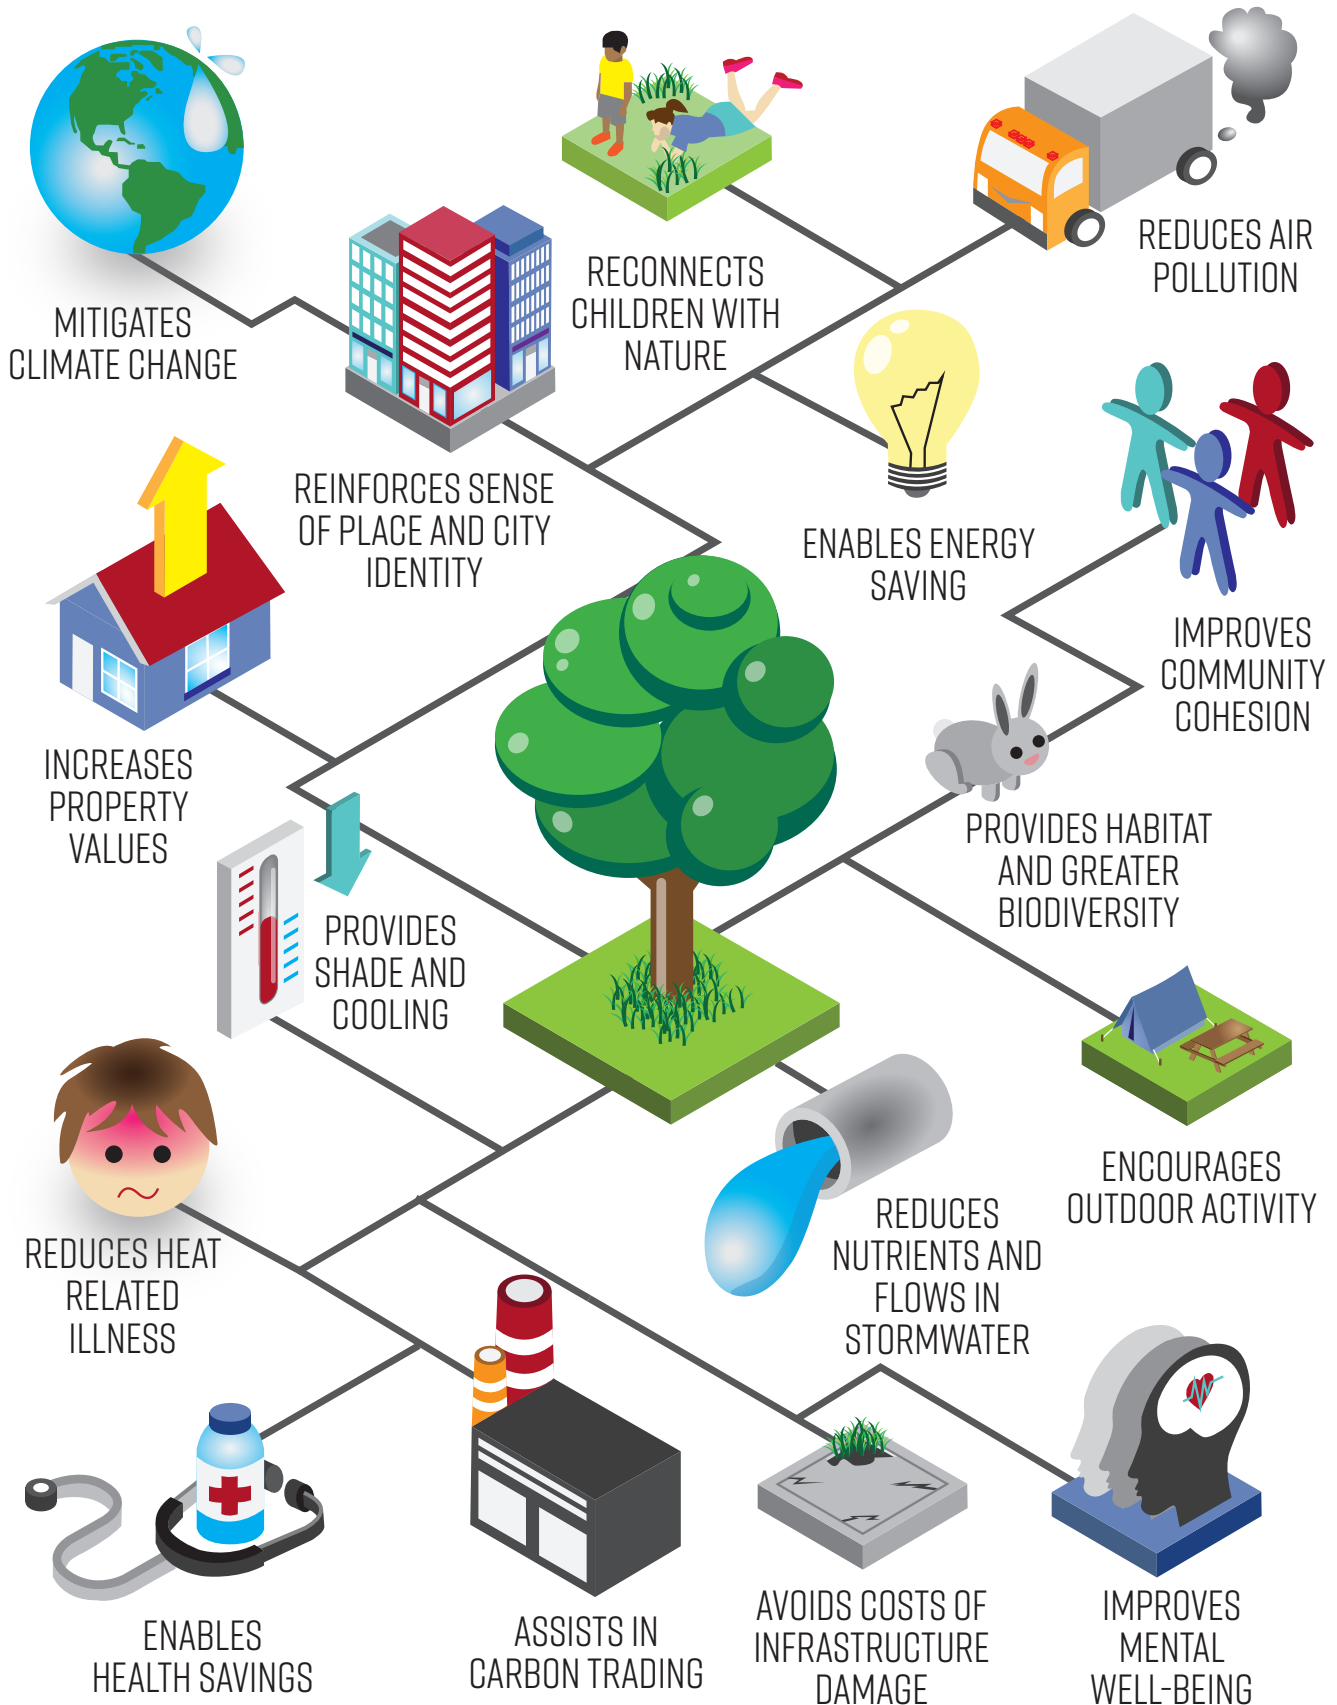 MITIGATES
CLIMATE CHANGE
RECONNECTS
CHILDREN WITH
NATURE
REDUCES AIR
POLLUTION
REINFORCES SENSE
OF PLACE AND CITY
IDENTITY
ENABLES ENERGY
SAVING
IMPROVES
COMMUNITY
COHESION
INCREASES
PROPERTY
VALUES
PROVIDES HABITAT
AND GREATER
BIODIVERSITY
PROVIDES
SHADE AND
COOLING
ENCOURAGES
OUTDOOR ACTIVITY
REDUCES
NUTRIENTS AND
FLOWS IN
STORMWATER
REDUCES HEAT
RELATED
ILLNESS
ENABLES
HEALTH SAVINGS
ASSISTS IN
CARBON TRADING
AVOIDS COSTS OF
INFRASTRUCTURE
DAMAGE
IMPROVES
MENTAL
WELL-BEING